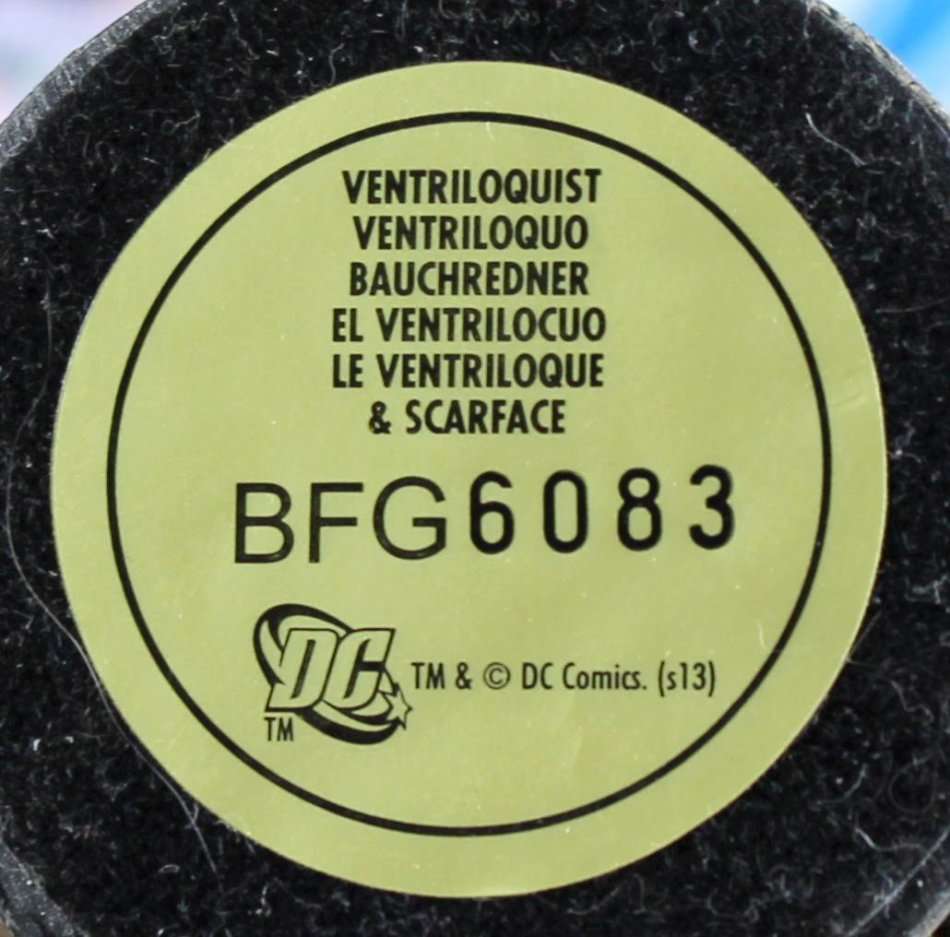 VENTRILOQUIST
VENTRILOQUO
BAUCHREDNER
EL VENTRILOCUO
LE VENTRILOQUE
& SCARFACE
BFG6083
DC TM & © DC Comics. (s13)
TM